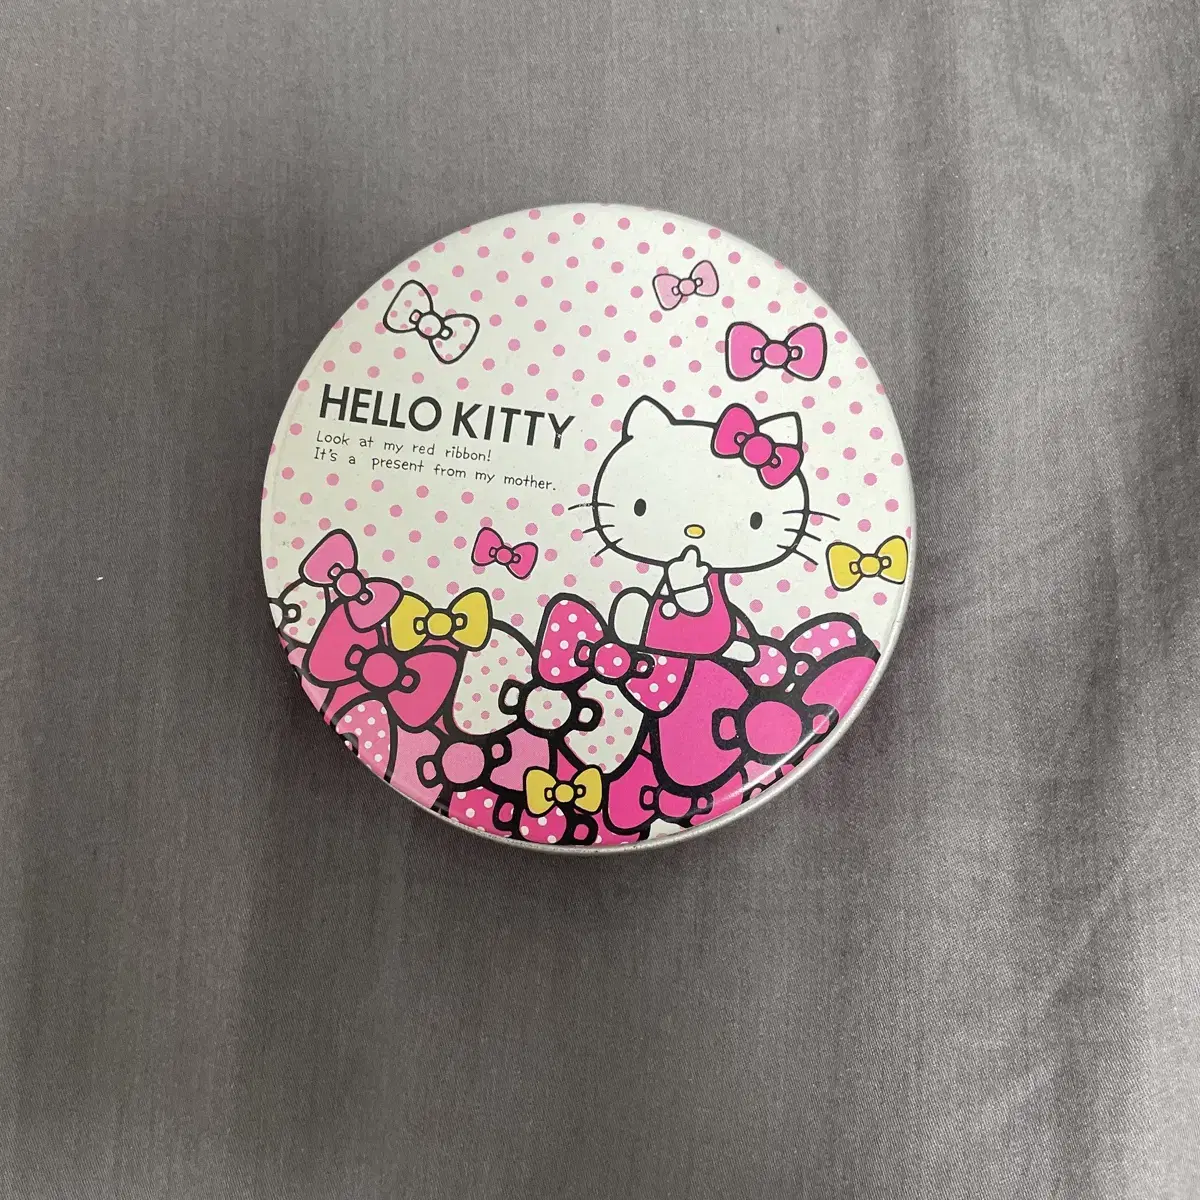 HELLO KITTY
Look at my red ribbon!
It's a present from my mother.